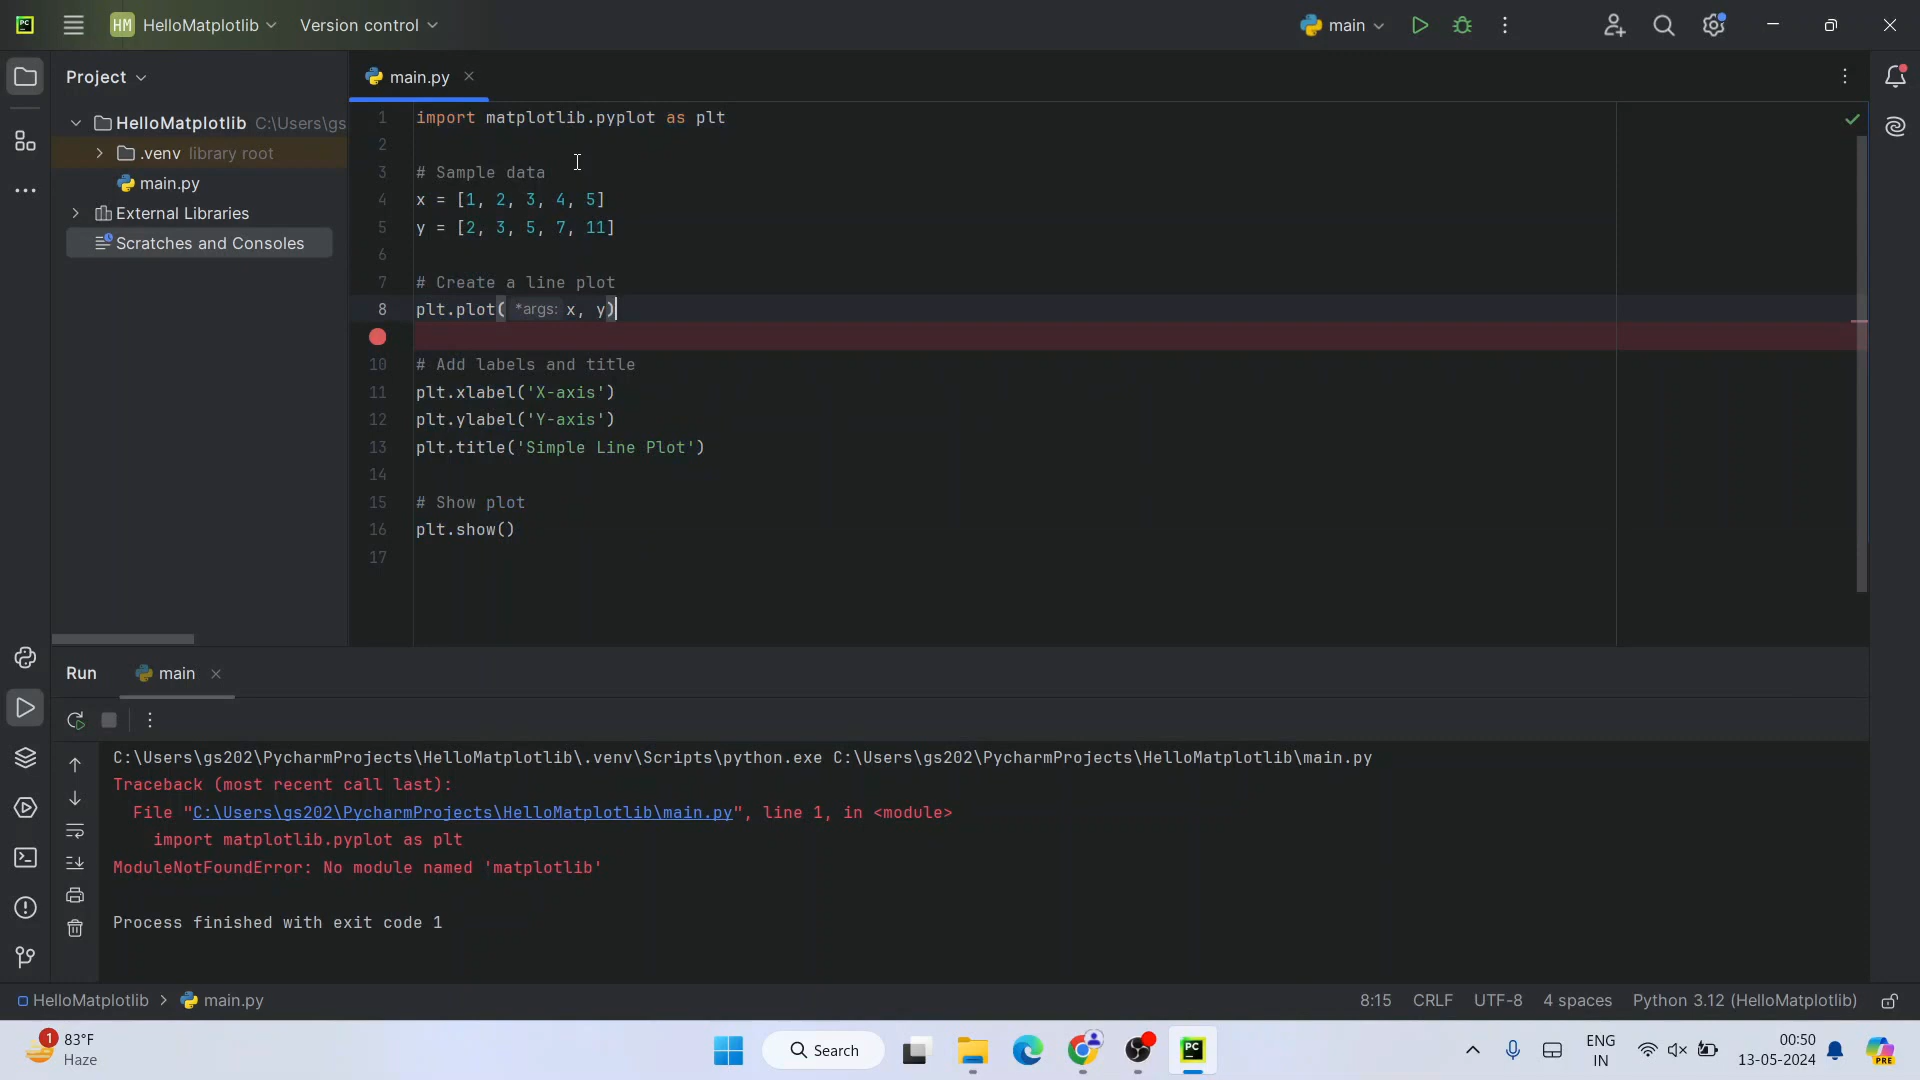 PC HM HelloMatplotlib Version control main
Project
main.py
HelloMatplotlib C:\Users\gs
.venv library root
main.py
External Libraries
Scratches and Consoles
1 import matplotlib.pyplot as plt
2
3 # Sample data
4 x = [1, 2, 3, 4, 5]
5 y = [2, 3, 5, 7, 11]
6
7 # Create a line plot
8 plt.plot( *args: x, y)
10 # Add labels and title
11 plt.xlabel('X-axis')
12 plt.ylabel('Y-axis')
13 plt.title('Simple Line Plot')
14
15 # Show plot
16 plt.show()
17
Run main
C:\Users\gs202\PycharmProjects\HelloMatplotlib\.venv\Scripts\python.exe C:\Users\gs202\PycharmProjects\HelloMatplotlib\main.py
Traceback (most recent call last):
File "C:\Users\gs202\PycharmProjects\HelloMatplotlib\main.py", line 1, in <module>
import matplotlib.pyplot as plt
ModuleNotFoundError: No module named 'matplotlib'
Process finished with exit code 1
HelloMatplotlib > main.py 8:15 CRLF UTF-8 4 spaces Python 3.12 (HelloMatplotlib)
1 83°F
Haze
Search
PC
ENG
IN
00:50
13-05-2024
PRE